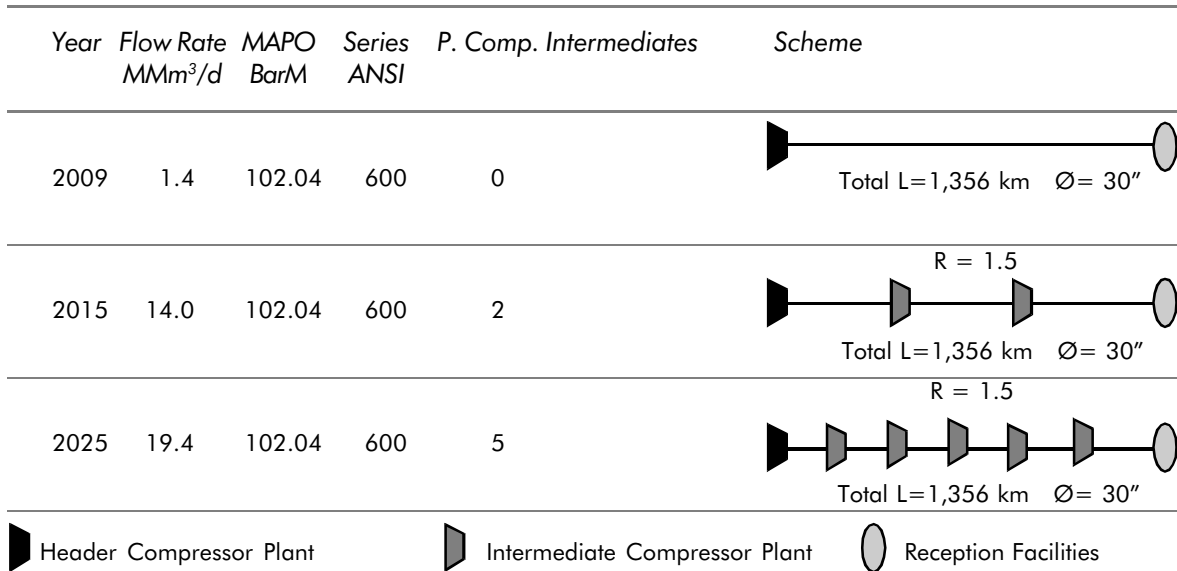 Year Flow Rate MAPO Series P. Comp. Intermediates Scheme
MMm³/d BarM ANSI
2009 1.4 102.04 600 0
Total L=1,356 km Ø= 30"
R = 1.5
2015 14.0 102.04 600 2
Total L=1,356 km Ø= 30"
R = 1.5
2025 19.4 102.04 600 5
Total L=1,356 km Ø= 30"
Header Compressor Plant Intermediate Compressor Plant Reception Facilities